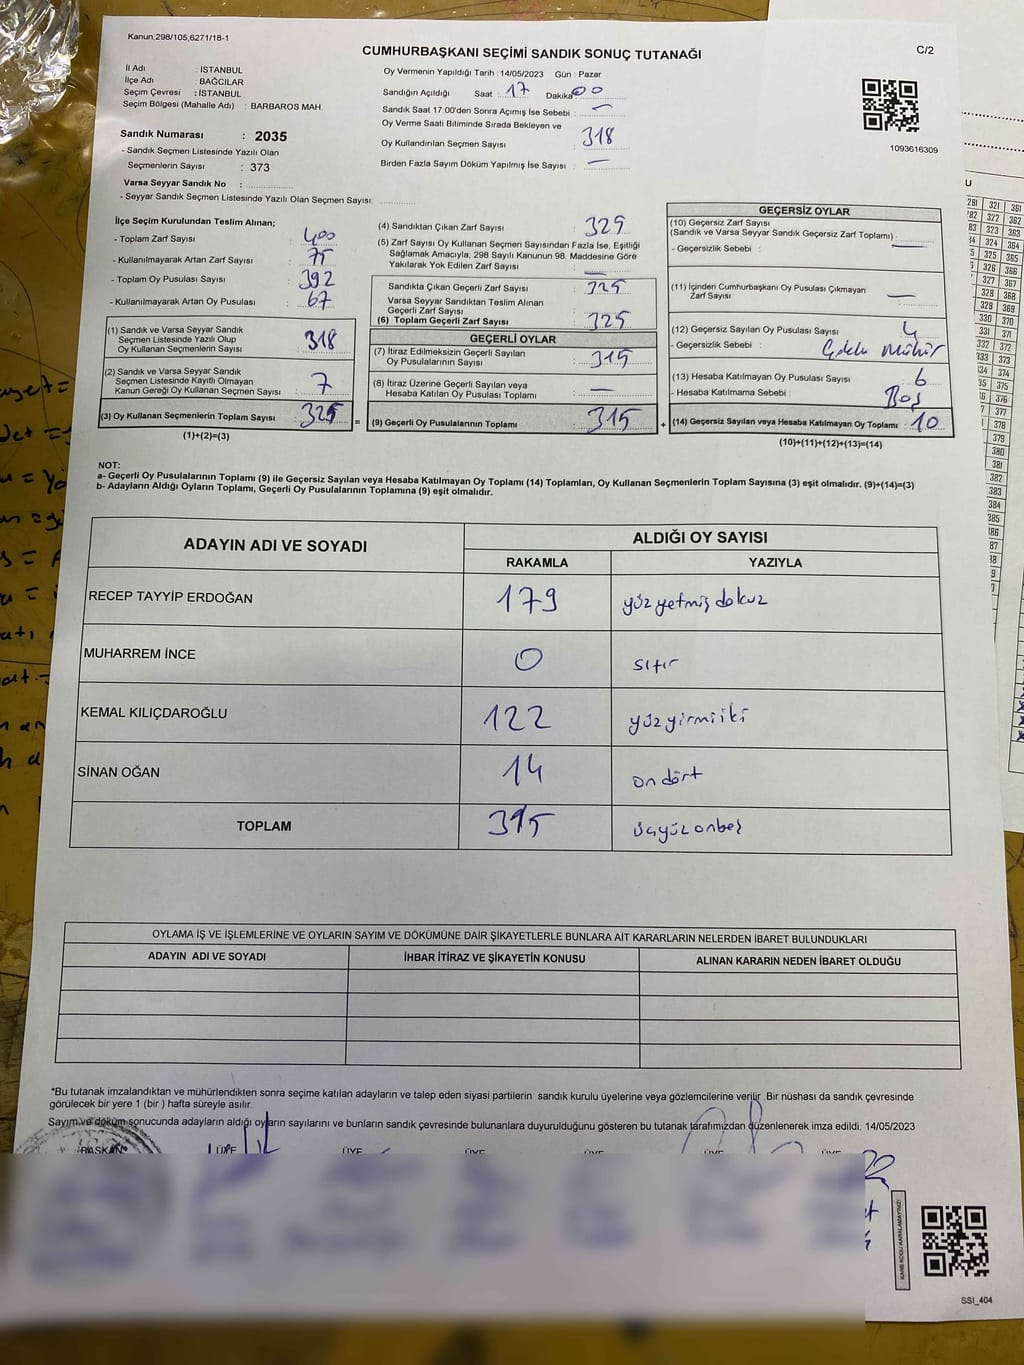 Kanun,298/105,6271/18-1
CUMHURBAŞKANI SEÇİMİ SANDIK SONUÇ TUTANAĞI
C/2
İl Adı : İSTANBUL
İlçe Adı : BAĞCILAR
Seçim Çevresi : İSTANBUL
Seçim Bölgesi (Mahalle Adı) : BARBAROS MAH.
Sandık Numarası : 2035
- Sandık Seçmen Listesinde Yazılı Olan
Seçmenlerin Sayısı : 373
Varsa Seyyar Sandık No :
- Seyyar Sandık Seçmen Listesinde Yazılı Olan Seçmen Sayısı:
Oy Vermenin Yapıldığı Tarih : 14/05/2023 Gün : Pazar
Sandığın Açıldığı Saat : 17 Dakika 00
Sandık Saat 17.00'den Sonra Açımış İse Sebebi : —
Oy Verme Saati Bitiminde Sırada Bekleyen ve
Oy Kullandırılan Seçmen Sayısı : 318
Birden Fazla Sayım Döküm Yapılmış İse Sayısı : —
1093616309
İlçe Seçim Kurulundan Teslim Alınan;
- Toplam Zarf Sayısı : 400
- Kullanılmayarak Artan Zarf Sayısı : 75
- Toplam Oy Pusulası Sayısı : 392
- Kullanılmayarak Artan Oy Pusulası : 67
(1) Sandık ve Varsa Seyyar Sandık
Seçmen Listesinde Yazılı Olup
Oy Kullanan Seçmenlerin Sayısı : 318
(2) Sandık ve Varsa Seyyar Sandık
Seçmen Listesinde Kayıtlı Olmayan
Kanun Gereği Oy Kullanan Seçmen Sayısı : 7
(3) Oy Kullanan Seçmenlerin Toplam Sayısı : 325 =
(1)+(2)=(3)
(4) Sandıktan Çıkan Zarf Sayısı : 325
(5) Zarf Sayısı Oy Kullanan Seçmen Sayısından Fazla İse, Eşitliği
Sağlamak Amacıyla; 298 Sayılı Kanunun 98. Maddesine Göre
Yakılarak Yok Edilen Zarf Sayısı : —
Sandıkta Çıkan Geçerli Zarf Sayısı : 325
Varsa Seyyar Sandıktan Teslim Alınan
Geçerli Zarf Sayısı :
(6) Toplam Geçerli Zarf Sayısı : 325
GEÇERLİ OYLAR
(7) İtiraz Edilmeksizin Geçerli Sayılan
Oy Pusulalarının Sayısı : 315
(8) İtiraz Üzerine Geçerli Sayılan veya
Hesaba Katılan Oy Pusulası Toplamı : —
(9) Geçerli Oy Pusulalarının Toplamı : 315 +
GEÇERSİZ OYLAR
(10) Geçersiz Zarf Sayısı
(Sandık ve Varsa Seyyar Sandık Geçersiz Zarf Toplamı) :
- Geçersizlik Sebebi : —
(11) İçinden Cumhurbaşkanı Oy Pusulası Çıkmayan
Zarf Sayısı : —
(12) Geçersiz Sayılan Oy Pusulası Sayısı : 4
- Geçersizlik Sebebi : Mühür
(13) Hesaba Katılmayan Oy Pusulası Sayısı : 6
- Hesaba Katılmama Sebebi : Boş
(14) Geçersiz Sayılan veya Hesaba Katılmayan Oy Toplamı : 10
(10)+(11)+(12)+(13)=(14)
NOT:
a- Geçerli Oy Pusulalarının Toplamı (9) ile Geçersiz Sayılan veya Hesaba Katılmayan Oy Toplamı (14) Toplamları, Oy Kullanan Seçmenlerin Toplam Sayısına (3) eşit olmalıdır. (9)+(14)=(3)
b- Adayların Aldığı Oyların Toplamı, Geçerli Oy Pusulalarının Toplamına (9) eşit olmalıdır.
ADAYIN ADI VE SOYADI
ALDIĞI OY SAYISI
RAKAMLA YAZIYLA
RECEP TAYYİP ERDOĞAN 179 yüz yetmiş dokuz
MUHARREM İNCE 0 sıfır
KEMAL KILIÇDAROĞLU 122 yüz yirmi iki
SİNAN OĞAN 14 on dört
TOPLAM 315 üçyüz onbeş
OYLAMA İŞ VE İŞLEMLERİNE VE OYLARIN SAYIM VE DÖKÜMÜNE DAİR ŞİKAYETLERLE BUNLARA AİT KARARLARIN NELERDEN İBARET BULUNDUKLARI
ADAYIN ADI VE SOYADI İHBAR İTİRAZ VE ŞİKAYETİN KONUSU ALINAN KARARIN NEDEN İBARET OLDUĞU
*Bu tutanak imzalandıktan ve mühürlendikten sonra seçime katılan adayların ve talep eden siyasi partilerin sandık kurulu üyelerine veya gözlemcilerine verilir .Bir nüshası da sandık çevresinde
görülecek bir yere 1 (bir ) hafta süreyle asılır.
Sayım ve döküm sonucunda adayların aldığı oyların sayılarını ve bunların sandık çevresinde bulunanlara duyurulduğunu gösteren bu tutanak tarafımızdan düzenlenerek imza edildi. 14/05/2023
BAŞKAN ÜYE ÜYE ÜYE ÜYE ÜYE ÜYE
KARE KODU KARALAMAYINIZ!
SSI_404